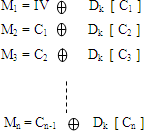 M₁ = IV ⊕ Dₖ [ C₁ ]
M₂ = C₁ ⊕ Dₖ [ C₂ ]
M₃ = C₂ ⊕ Dₖ [ C₃ ]
Mₙ = Cₙ₋₁ ⊕ Dₖ [ Cₙ ]